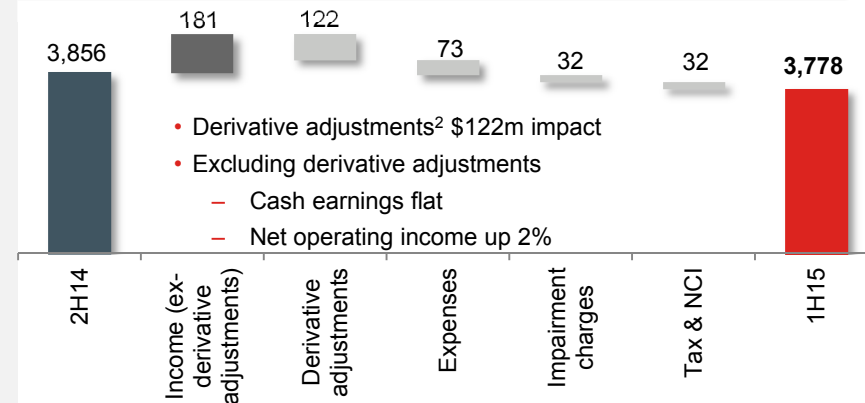 181
122
3,856
73
32
32
3,778
• Derivative adjustments² $122m impact
• Excluding derivative adjustments
– Cash earnings flat
– Net operating income up 2%
2H14
Income (ex-
derivative
adjustments)
Derivative
adjustments
Expenses
Impairment
charges
Tax & NCI
1H15